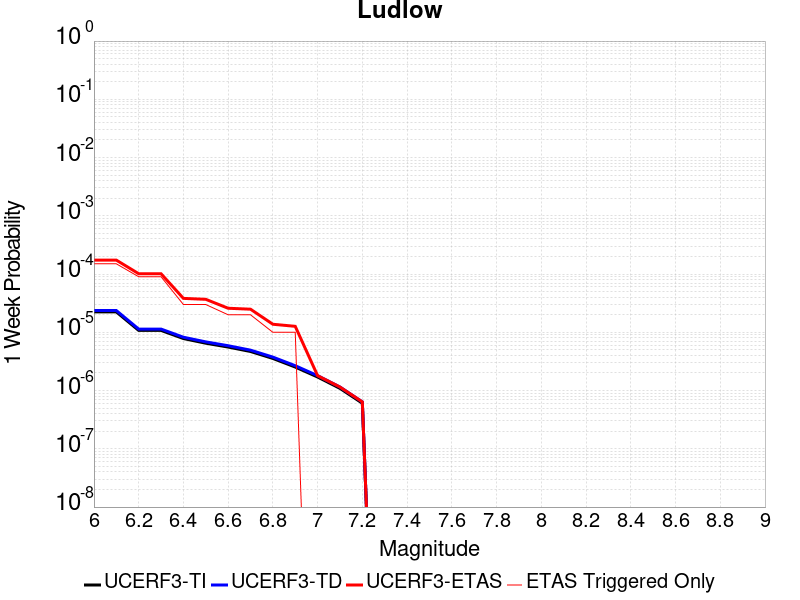 Ludlow
1 Week Probability
10^0
10^-1
10^-2
10^-3
10^-4
10^-5
10^-6
10^-7
10^-8
6 6.2 6.4 6.6 6.8 7 7.2 7.4 7.6 7.8 8 8.2 8.4 8.6 8.8 9
Magnitude
UCERF3-TI UCERF3-TD UCERF3-ETAS ETAS Triggered Only